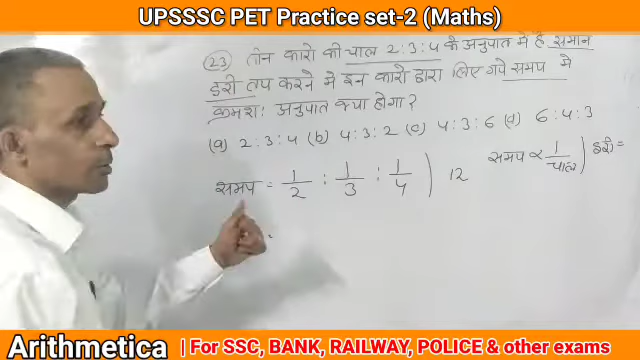 UPSSSC PET Practice set-2 (Maths)
(23) तीन कारो की चाल 2:3:4 के अनुपात में है समान
दूरी तय करने में इन कारो द्वारा लिए गये समय मे
क्रमशः अनुपात क्या होगा?
(a) 2:3:4 (b) 4:3:2 (c) 4:3:6 (d) 6:4:3
समय = 1/2 : 1/3 : 1/4 ) 12 समय ∝ 1/चाल ) दूरी =
=
Arithmetica | For SSC, BANK, RAILWAY, POLICE & other exams